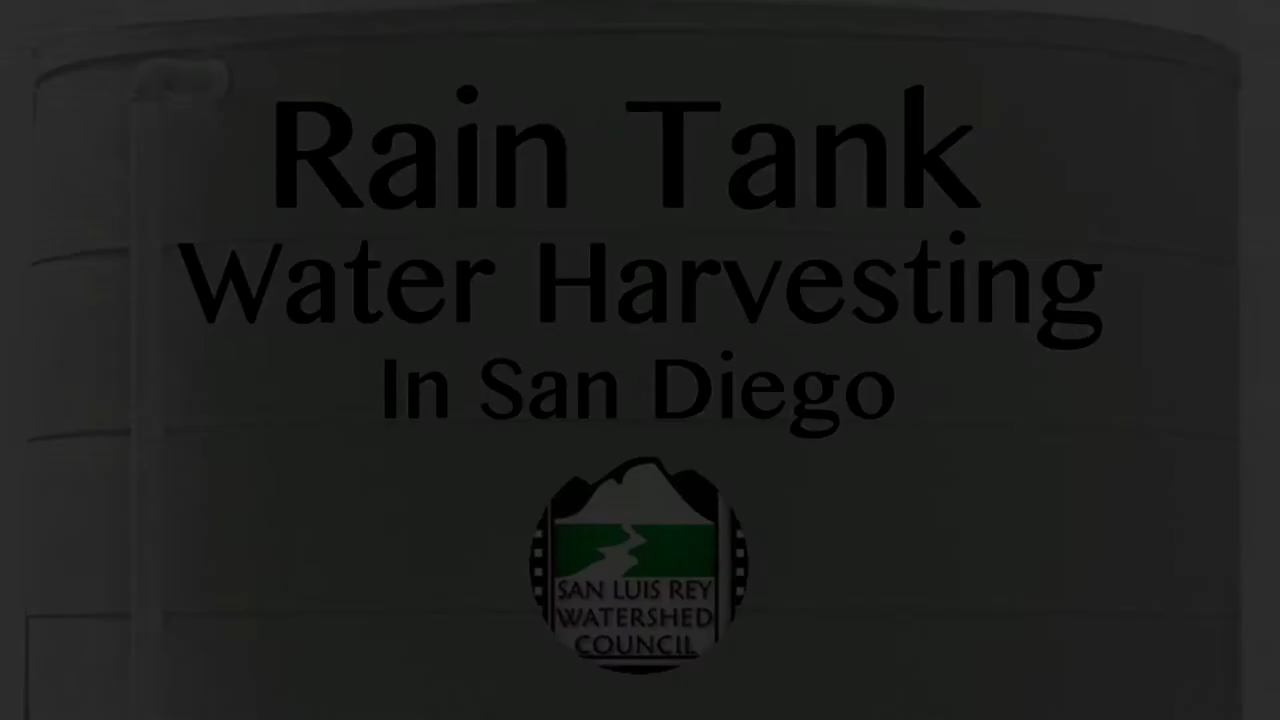 Rain Tank
Water Harvesting
In San Diego
SAN LUIS REY
WATERSHED
COUNCIL